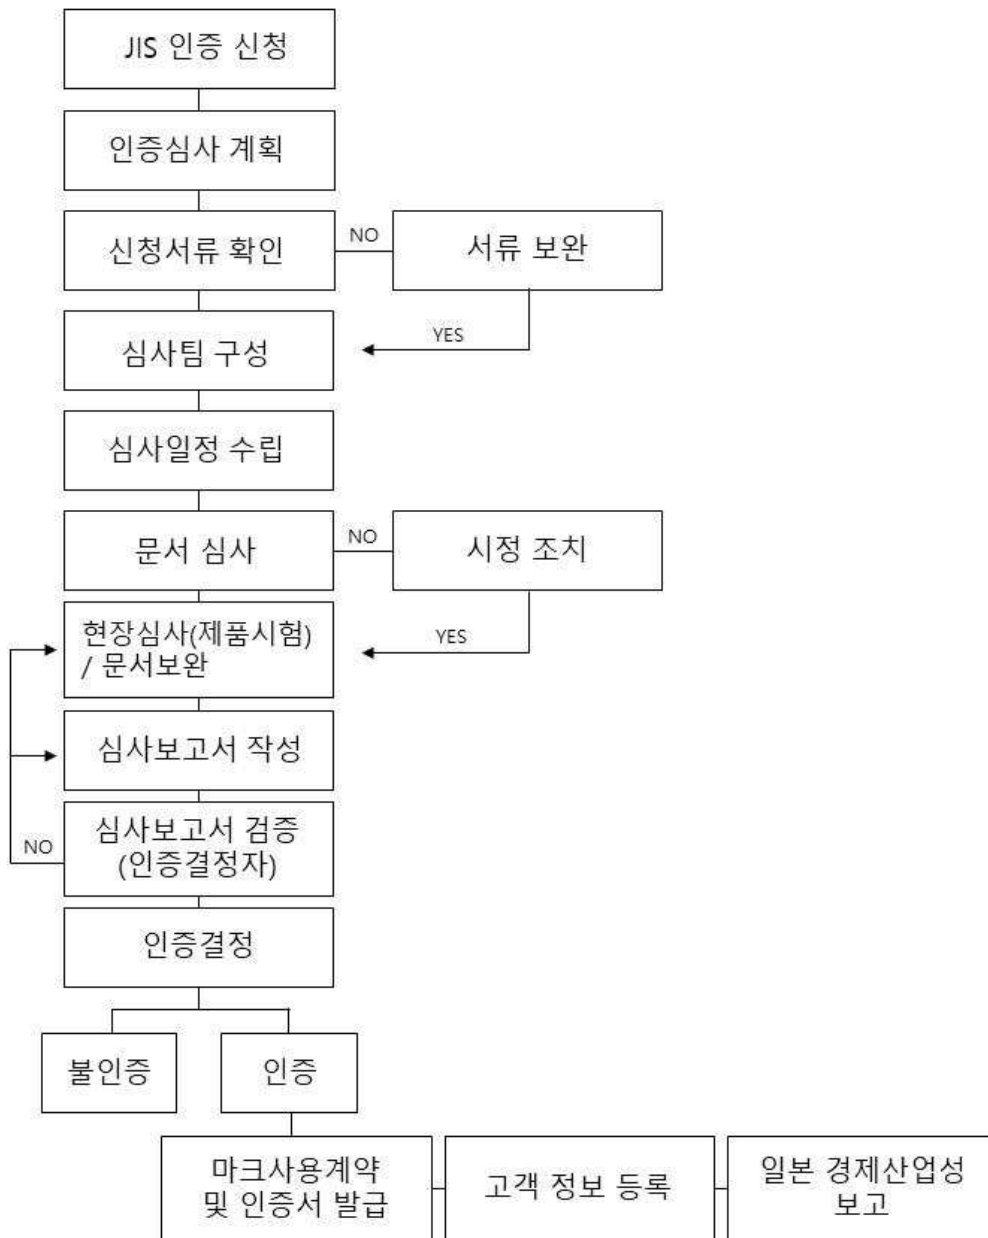 JIS 인증 신청
인증심사 계획
신청서류 확인
NO
서류 보완
YES
심사팀 구성
심사일정 수립
문서 심사
NO
시정 조치
YES
현장심사(제품시험)
/ 문서보완
심사보고서 작성
심사보고서 검증
(인증결정자)
NO
인증결정
불인증
인증
마크사용계약
및 인증서 발급
고객 정보 등록
일본 경제산업성
보고